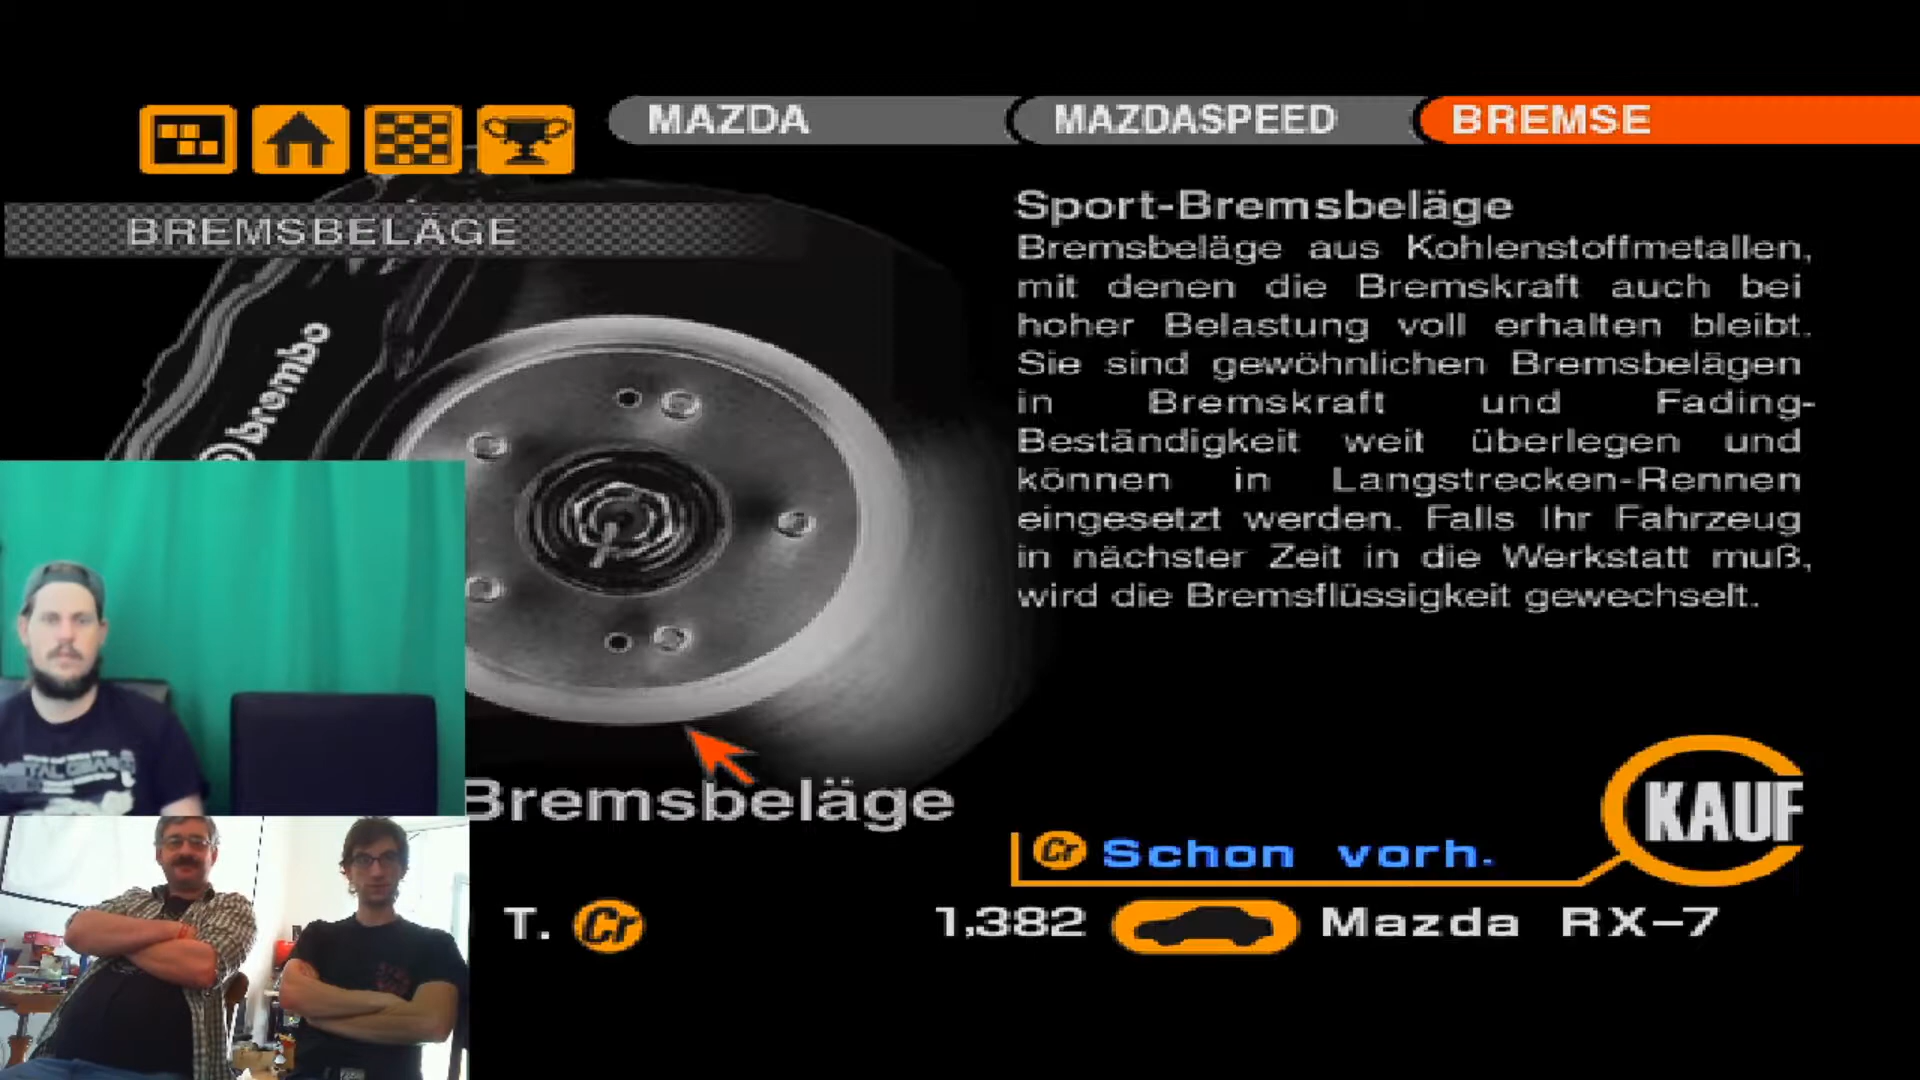 MAZDA
MAZDASPEED
BREMSE
BREMSBELÄGE
brembo
Sport-Bremsbeläge
Bremsbeläge aus Kohlenstoffmetallen,
mit denen die Bremskraft auch bei
hoher Belastung voll erhalten bleibt.
Sie sind gewöhnlichen Bremsbelägen
in Bremskraft und Fading-
Beständigkeit weit überlegen und
können in Langstrecken-Rennen
eingesetzt werden. Falls Ihr Fahrzeug
in nächster Zeit in die Werkstatt muß,
wird die Bremsflüssigkeit gewechselt.
Bremsbeläge
KAUF
Cr Schon vorh.
T. Cr 1,382 Mazda RX-7